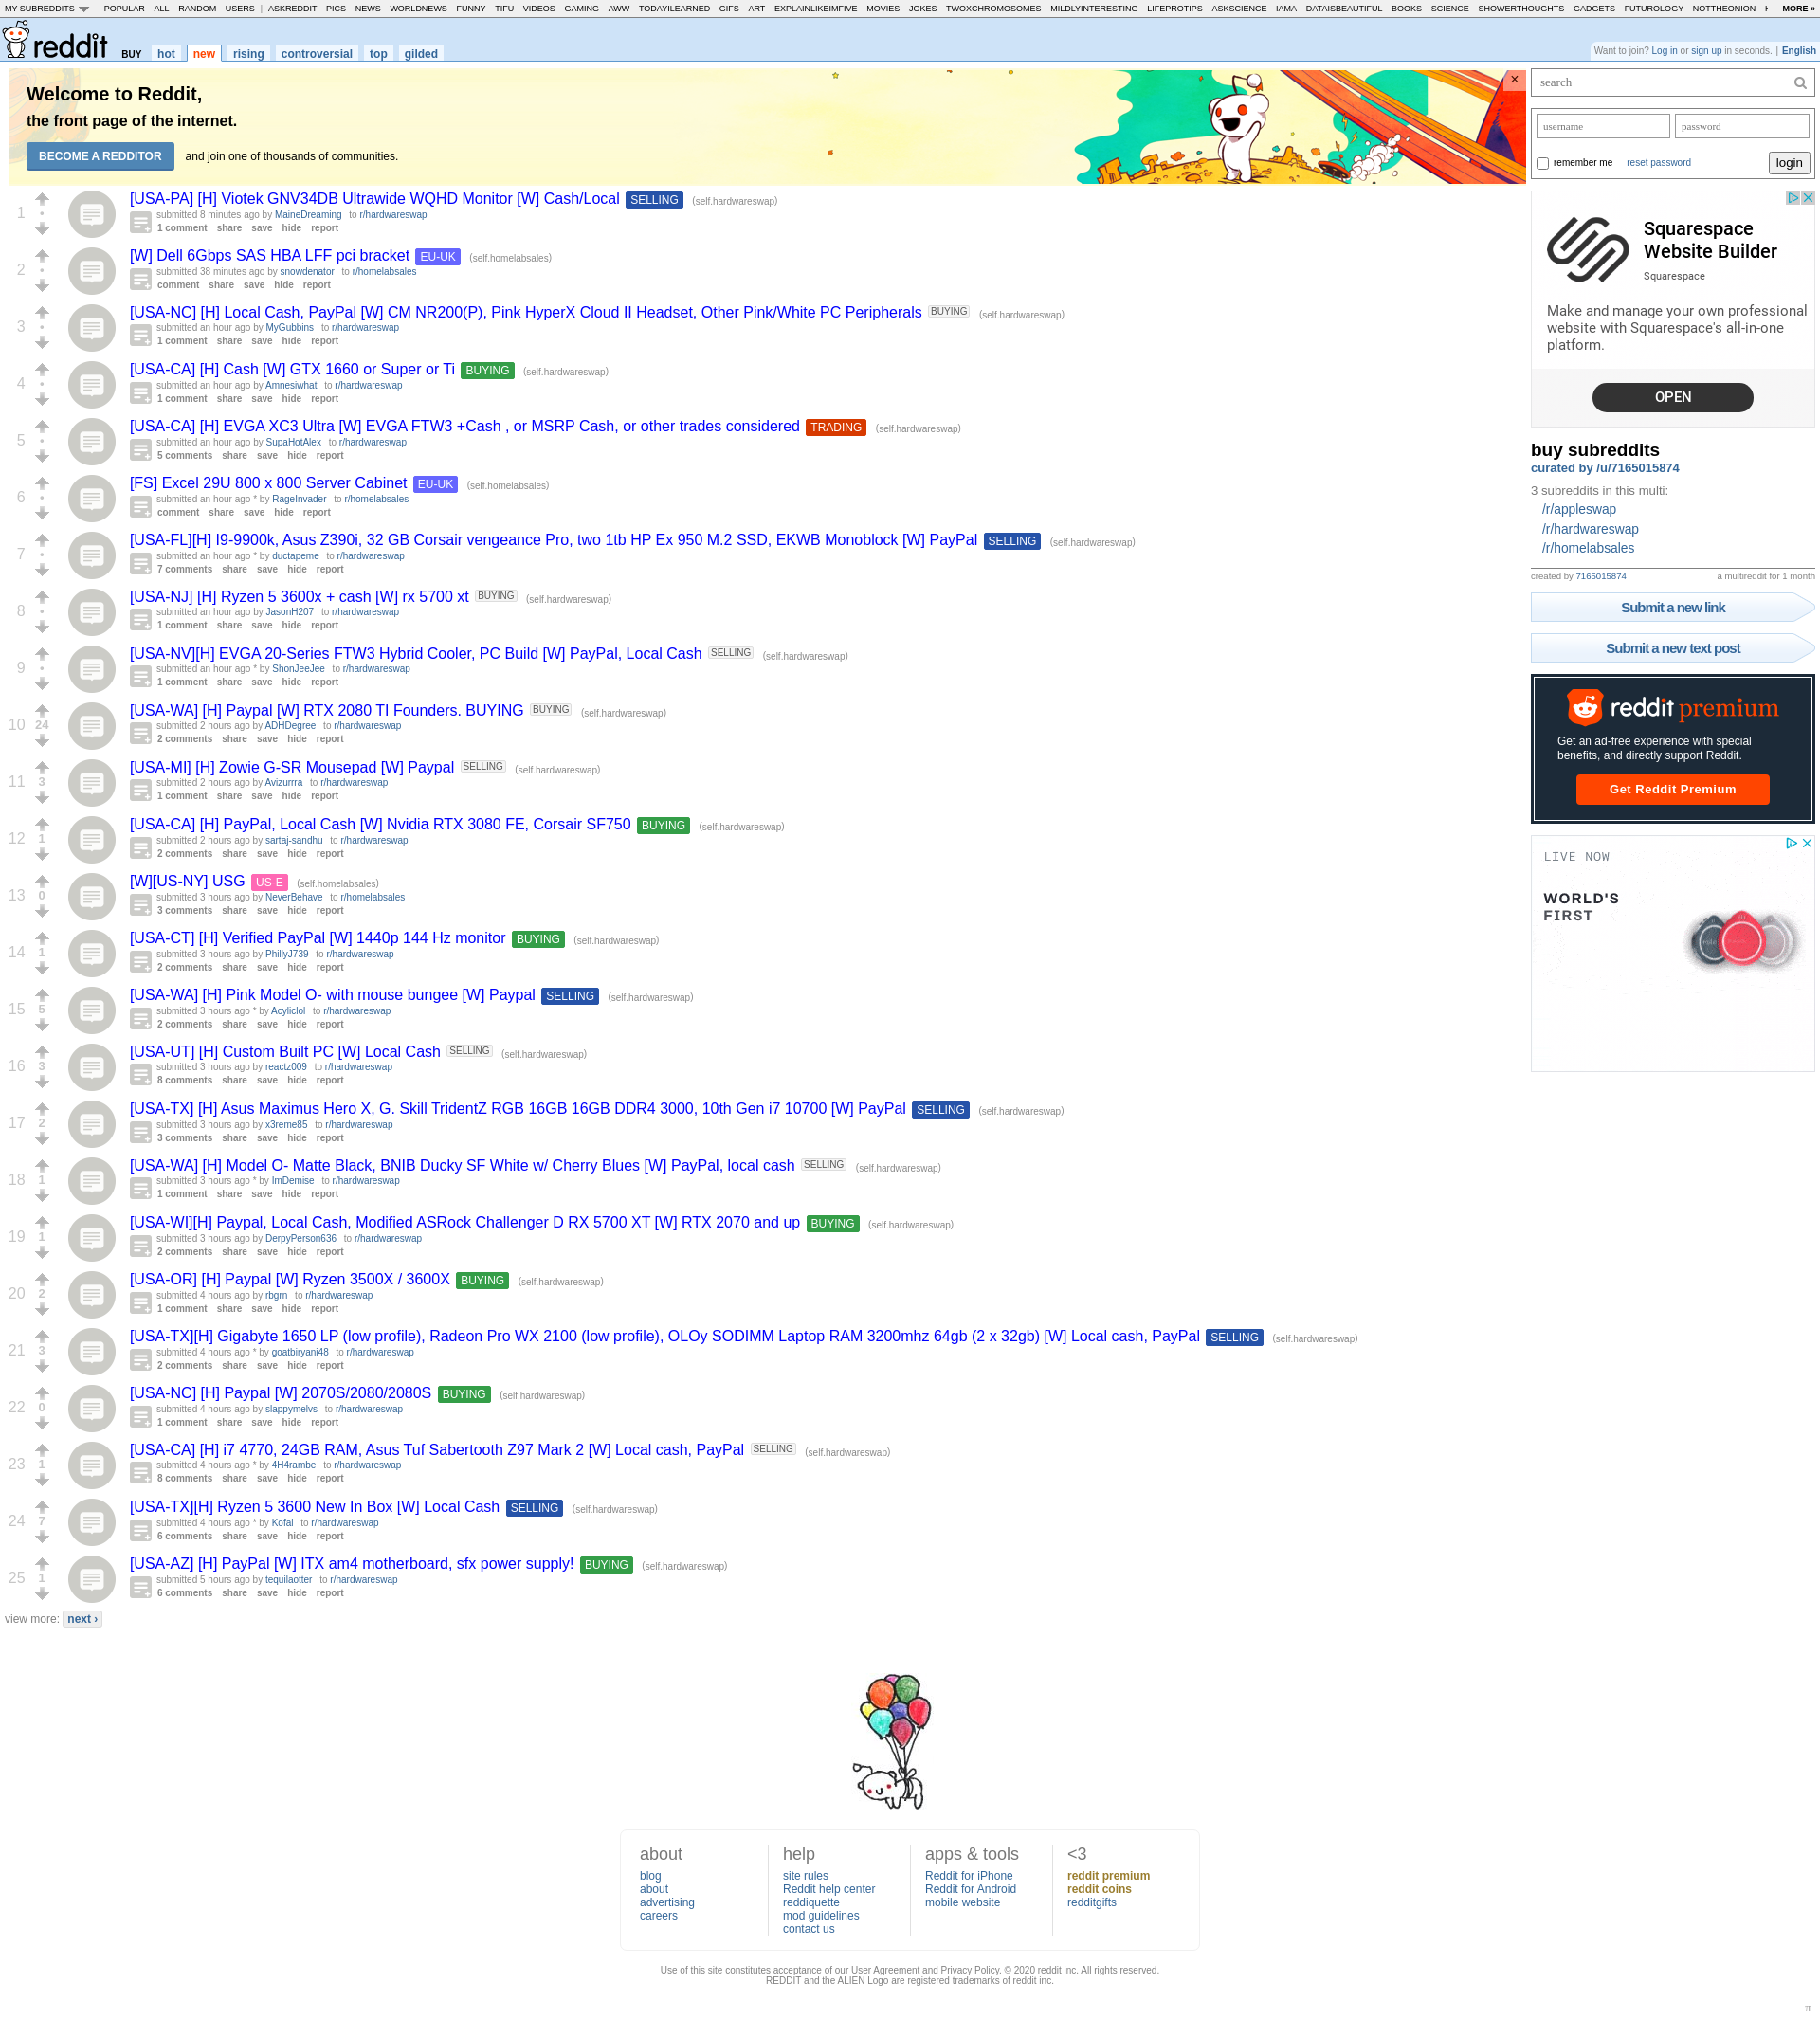 MY SUBREDDITS POPULAR - ALL - RANDOM - USERS | ASKREDDIT - PICS - NEWS - WORLDNEWS - FUNNY - TIFU - VIDEOS - GAMING - AWW - TODAYILEARNED - GIFS - ART - EXPLAINLIKEIMFIVE - MOVIES - JOKES - TWOXCHROMOSOMES - MILDLYINTERESTING - LIFEPROTIPS - ASKSCIENCE - IAMA - DATAISBEAUTIFUL - BOOKS - SCIENCE - SHOWERTHOUGHTS - GADGETS - FUTUROLOGY - NOTTHEONION - MORE »
reddit BUY hot new rising controversial top gilded
Want to join? Log in or sign up in seconds. | English
Welcome to Reddit,
the front page of the internet.
BECOME A REDDITOR and join one of thousands of communities.
×
1
[USA-PA] [H] Viotek GNV34DB Ultrawide WQHD Monitor [W] Cash/Local SELLING (self.hardwareswap)
submitted 8 minutes ago by MaineDreaming to r/hardwareswap
1 comment share save hide report
2
[W] Dell 6Gbps SAS HBA LFF pci bracket EU-UK (self.homelabsales)
submitted 38 minutes ago by snowdenator to r/homelabsales
comment share save hide report
3
[USA-NC] [H] Local Cash, PayPal [W] CM NR200(P), Pink HyperX Cloud II Headset, Other Pink/White PC Peripherals BUYING (self.hardwareswap)
submitted an hour ago by MyGubbins to r/hardwareswap
1 comment share save hide report
4
[USA-CA] [H] Cash [W] GTX 1660 or Super or Ti BUYING (self.hardwareswap)
submitted an hour ago by Amnesiwhat to r/hardwareswap
1 comment share save hide report
5
[USA-CA] [H] EVGA XC3 Ultra [W] EVGA FTW3 +Cash , or MSRP Cash, or other trades considered TRADING (self.hardwareswap)
submitted an hour ago by SupaHotAlex to r/hardwareswap
5 comments share save hide report
6
[FS] Excel 29U 800 x 800 Server Cabinet EU-UK (self.homelabsales)
submitted an hour ago * by RageInvader to r/homelabsales
comment share save hide report
7
[USA-FL][H] I9-9900k, Asus Z390i, 32 GB Corsair vengeance Pro, two 1tb HP Ex 950 M.2 SSD, EKWB Monoblock [W] PayPal SELLING (self.hardwareswap)
submitted an hour ago * by ductapeme to r/hardwareswap
7 comments share save hide report
8
[USA-NJ] [H] Ryzen 5 3600x + cash [W] rx 5700 xt BUYING (self.hardwareswap)
submitted an hour ago by JasonH207 to r/hardwareswap
1 comment share save hide report
9
[USA-NV][H] EVGA 20-Series FTW3 Hybrid Cooler, PC Build [W] PayPal, Local Cash SELLING (self.hardwareswap)
submitted an hour ago * by ShonJeeJee to r/hardwareswap
1 comment share save hide report
10 24
[USA-WA] [H] Paypal [W] RTX 2080 TI Founders. BUYING BUYING (self.hardwareswap)
submitted 2 hours ago by ADHDegree to r/hardwareswap
2 comments share save hide report
11 3
[USA-MI] [H] Zowie G-SR Mousepad [W] Paypal SELLING (self.hardwareswap)
submitted 2 hours ago by Avizurrra to r/hardwareswap
1 comment share save hide report
12 1
[USA-CA] [H] PayPal, Local Cash [W] Nvidia RTX 3080 FE, Corsair SF750 BUYING (self.hardwareswap)
submitted 2 hours ago by sartaj-sandhu to r/hardwareswap
2 comments share save hide report
13 0
[W][US-NY] USG US-E (self.homelabsales)
submitted 3 hours ago by NeverBehave to r/homelabsales
3 comments share save hide report
14 1
[USA-CT] [H] Verified PayPal [W] 1440p 144 Hz monitor BUYING (self.hardwareswap)
submitted 3 hours ago by PhillyJ739 to r/hardwareswap
2 comments share save hide report
15 5
[USA-WA] [H] Pink Model O- with mouse bungee [W] Paypal SELLING (self.hardwareswap)
submitted 3 hours ago * by Acyliclol to r/hardwareswap
2 comments share save hide report
16 3
[USA-UT] [H] Custom Built PC [W] Local Cash SELLING (self.hardwareswap)
submitted 3 hours ago by reactz009 to r/hardwareswap
8 comments share save hide report
17 2
[USA-TX] [H] Asus Maximus Hero X, G. Skill TridentZ RGB 16GB 16GB DDR4 3000, 10th Gen i7 10700 [W] PayPal SELLING (self.hardwareswap)
submitted 3 hours ago by x3reme85 to r/hardwareswap
3 comments share save hide report
18 1
[USA-WA] [H] Model O- Matte Black, BNIB Ducky SF White w/ Cherry Blues [W] PayPal, local cash SELLING (self.hardwareswap)
submitted 3 hours ago * by ImDemise to r/hardwareswap
1 comment share save hide report
19 1
[USA-WI][H] Paypal, Local Cash, Modified ASRock Challenger D RX 5700 XT [W] RTX 2070 and up BUYING (self.hardwareswap)
submitted 3 hours ago by DerpyPerson636 to r/hardwareswap
2 comments share save hide report
20 2
[USA-OR] [H] Paypal [W] Ryzen 3500X / 3600X BUYING (self.hardwareswap)
submitted 4 hours ago by rbgrn to r/hardwareswap
1 comment share save hide report
21 3
[USA-TX][H] Gigabyte 1650 LP (low profile), Radeon Pro WX 2100 (low profile), OLOy SODIMM Laptop RAM 3200mhz 64gb (2 x 32gb) [W] Local cash, PayPal SELLING (self.hardwareswap)
submitted 4 hours ago * by goatbiryani48 to r/hardwareswap
2 comments share save hide report
22 0
[USA-NC] [H] Paypal [W] 2070S/2080/2080S BUYING (self.hardwareswap)
submitted 4 hours ago by slappymelvs to r/hardwareswap
1 comment share save hide report
23 1
[USA-CA] [H] i7 4770, 24GB RAM, Asus Tuf Sabertooth Z97 Mark 2 [W] Local cash, PayPal SELLING (self.hardwareswap)
submitted 4 hours ago * by 4H4rambe to r/hardwareswap
8 comments share save hide report
24 7
[USA-TX][H] Ryzen 5 3600 New In Box [W] Local Cash SELLING (self.hardwareswap)
submitted 4 hours ago * by Kofal to r/hardwareswap
6 comments share save hide report
25 1
[USA-AZ] [H] PayPal [W] ITX am4 motherboard, sfx power supply! BUYING (self.hardwareswap)
submitted 5 hours ago by tequilaotter to r/hardwareswap
6 comments share save hide report
view more: next ›
search
username password
remember me reset password login
Squarespace
Website Builder
Squarespace
Make and manage your own professional
website with Squarespace's all-in-one
platform.
OPEN
buy subreddits
curated by /u/7165015874
3 subreddits in this multi:
/r/appleswap
/r/hardwareswap
/r/homelabsales
created by 7165015874 a multireddit for 1 month
Submit a new link
Submit a new text post
reddit premium
Get an ad-free experience with special
benefits, and directly support Reddit.
Get Reddit Premium
LIVE NOW
WORLD'S
FIRST
about
blog
about
advertising
careers
help
site rules
Reddit help center
reddiquette
mod guidelines
contact us
apps & tools
Reddit for iPhone
Reddit for Android
mobile website
<3
reddit premium
reddit coins
redditgifts
Use of this site constitutes acceptance of our User Agreement and Privacy Policy. © 2020 reddit inc. All rights reserved.
REDDIT and the ALIEN Logo are registered trademarks of reddit inc.
π